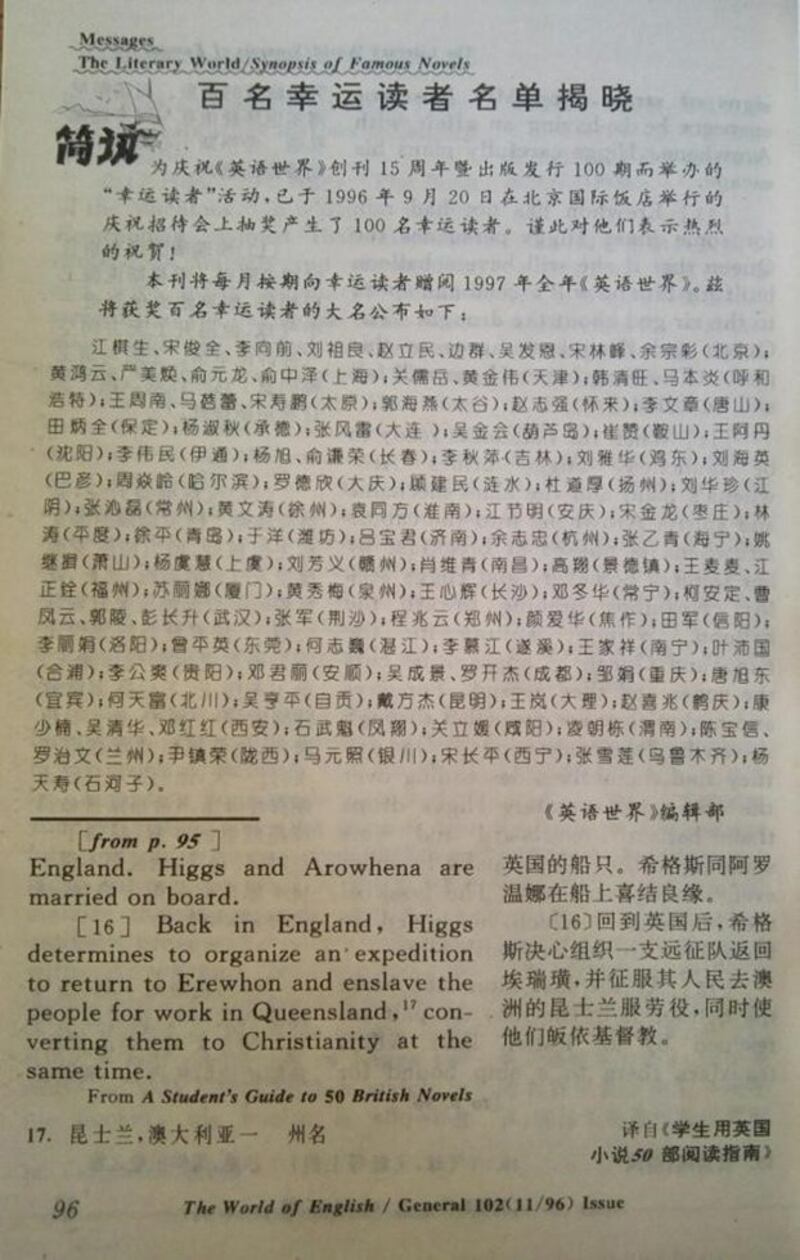 Messages
The Literary World/Synopsis of Famous Novels
百名幸运读者名单揭晓
简讯
为庆祝《英语世界》创刊 15 周年暨出版发行 100 期而举办的
“幸运读者”活动,已于 1996 年 9 月 20 日在北京国际饭店举行的
庆祝招待会上抽奖产生了 100 名幸运读者。谨此对他们表示热烈
的祝贺!
本刊将每月按期向幸运读者赠阅 1997 年全年《英语世界》。兹
将获奖百名幸运读者的大名公布如下:
江棋生、宋俊全、李向前、刘祖良、赵立民、边群、吴发恩、宋林峰、余宗彩(北京);
黄鸿云、严美焕、俞元龙、俞中泽(上海);关儒岳、黄金伟(天津);韩清旺、马本炎(呼和
浩特);王周南、马芭蕾、宋寿鹏(太原);郭海燕(太谷);赵志强(怀来);李文章(唐山);
田炳全(保定);杨淑秋(承德);张风雷(大连 );吴金会(葫芦岛);崔赞(鞍山);王阿丹
(沈阳);李伟民(伊通);杨旭、俞谦荣(长春);李秋萍(吉林);刘雅华(鸡东);刘海英
(巴彦);周焱龄(哈尔滨);罗德欣(大庆);顾建民(涟水);杜道厚(扬州);刘华珍(江
阴);张沁磊(常州);黄文涛(徐州);袁同方(淮南);江节明(安庆);宋金龙(枣庄);林
涛(平度);徐平(青岛);于洋(潍坊);吕宝君(济南);余志忠(杭州);张乙青(海宁);姚
继爵(萧山);杨虞慧(上虞);刘芳义(赣州);肖维青(南昌);高翔(景德镇);王麦麦、江
正铨(福州);苏丽娜(厦门);黄秀梅(泉州);王心辉(长沙);邓冬华(常宁);柯安定、曹
凤云、郭陵、彭长升(武汉);张军(荆沙);程兆云(郑州);颜爱华(焦作);田军(信阳);
李丽娟(洛阳);曾平英(东莞);何志巍(湛江);李慕江(遂溪);王家祥(南宁);叶沛国
(合浦);李公爽(贵阳);邓君丽(安顺);吴成景、罗开杰(成都);邹娟(重庆);唐旭东
(宜宾);何天富(北川);吴亨平(自贡);戴方杰(昆明);王岚(大理);赵喜兆(鹤庆);康
少楠、吴清华、邓红红(西安);石武魁(凤翔);关立媛(咸阳);凌朝栋(渭南);陈宝信、
罗治文(兰州);尹镇荣(陇西);马元照(银川);宋长平(西宁);张雪莲(乌鲁木齐);杨
天寿(石河子)。
《英语世界》编辑部
[from p. 95 ]
England. Higgs and Arowhena are
married on board.
[16] Back in England, Higgs
determines to organize an expedition
to return to Erewhon and enslave the
people for work in Queensland,¹⁷ con-
verting them to Christianity at the
same time.
From A Student's Guide to 50 British Novels
17. 昆士兰,澳大利亚一 州名
英国的船只。希格斯同阿罗
温娜在船上喜结良缘。
〔16〕回到英国后,希格
斯决心组织一支远征队返回
埃瑞璜,并征服其人民去澳
洲的昆士兰服劳役,同时使
他们皈依基督教。
译自《学生用英国
小说50 部阅读指南》
96
The World of English / General 102(11/96) Issue